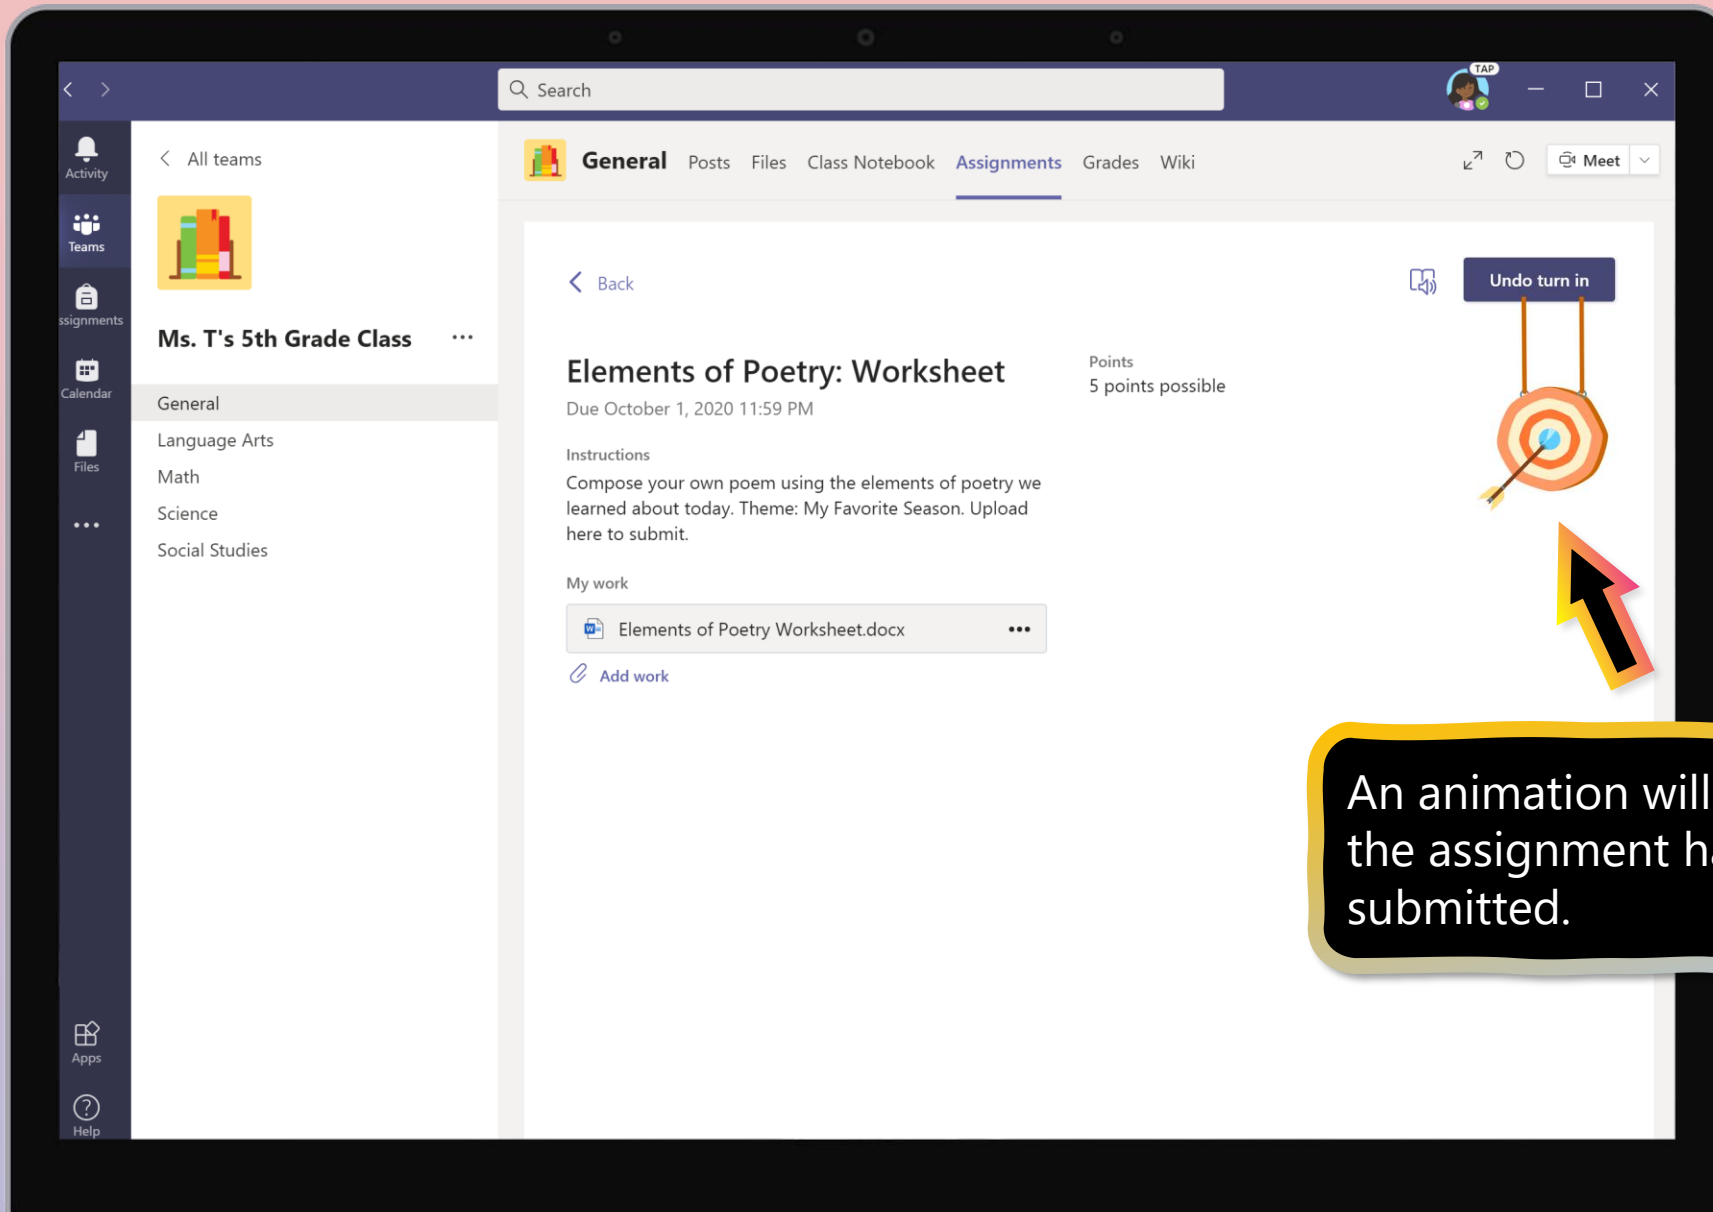 Search
TAP
Activity
Teams
ssignments
Calendar
Files
Apps
Help
All teams
Ms. T's 5th Grade Class
General
Language Arts
Math
Science
Social Studies
General Posts Files Class Notebook Assignments Grades Wiki
Meet
Back
Undo turn in
Elements of Poetry: Worksheet
Due October 1, 2020 11:59 PM
Points
5 points possible
Instructions
Compose your own poem using the elements of poetry we
learned about today. Theme: My Favorite Season. Upload
here to submit.
My work
Elements of Poetry Worksheet.docx
Add work
An animation will
the assignment
submitted.